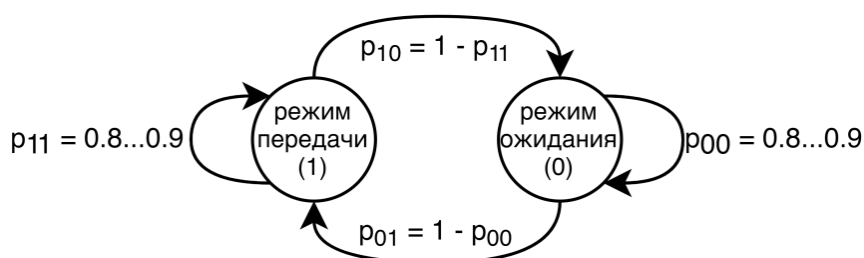 p10 = 1 - p11
режим
передачи
(1)
режим
ожидания
(0)
p11 = 0.8...0.9
p00 = 0.8...0.9
p01 = 1 - p00